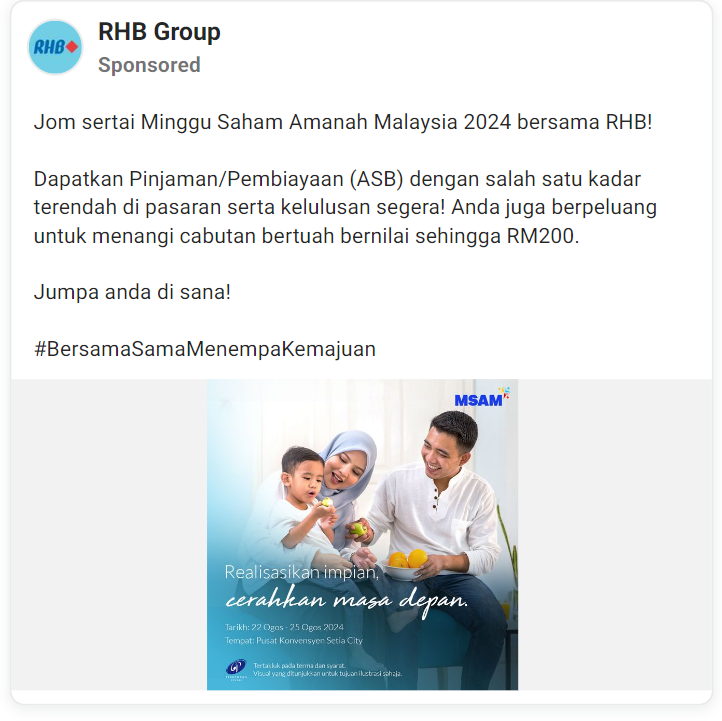 RHB
RHB Group
Sponsored
Jom sertai Minggu Saham Amanah Malaysia 2024 bersama RHB!
Dapatkan Pinjaman/Pembiayaan (ASB) dengan salah satu kadar
terendah di pasaran serta kelulusan segera! Anda juga berpeluang
untuk menangi cabutan bertuah bernilai sehingga RM200.
Jumpa anda di sana!
#BersamaSamaMenempaKemajuan
MSAM
Realisasikan impian,
cerahkan masa depan.
Tarikh: 22 Ogos - 25 Ogos 2024
Tempat: Pusat Konvensyen Setia City
Tertakluk pada terma dan syarat.
Visual yang ditunjukkan untuk tujuan ilustrasi sahaja.